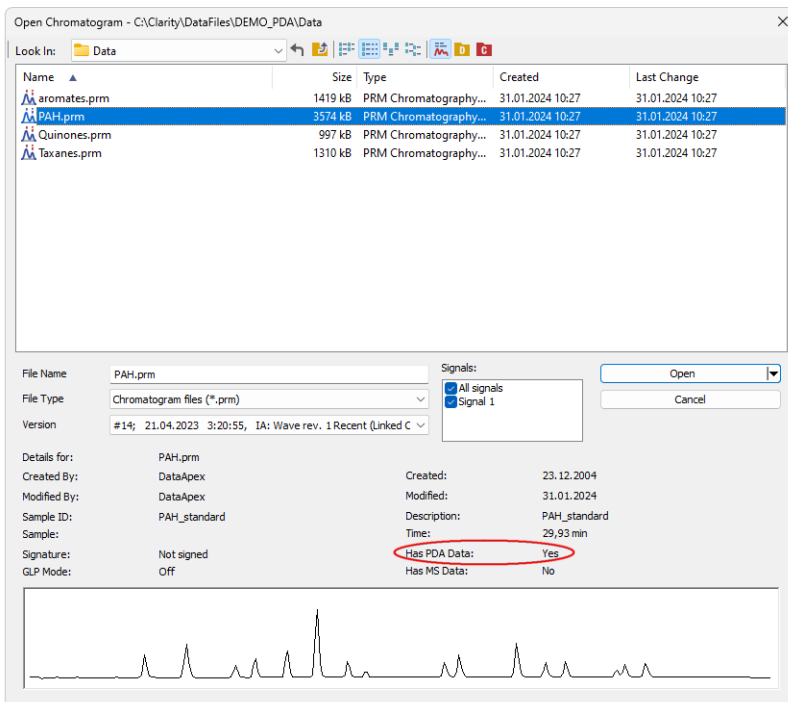 Open Chromatogram - C:\Clarity\DataFiles\DEMO_PDA\Data
Look In: Data
Name Size Type Created Last Change
aromates.prm 1419 kB PRM Chromatography... 31.01.2024 10:27 31.01.2024 10:27
PAH.prm 3574 kB PRM Chromatography... 31.01.2024 10:27 31.01.2024 10:27
Quinones.prm 997 kB PRM Chromatography... 31.01.2024 10:27 31.01.2024 10:27
Taxanes.prm 1310 kB PRM Chromatography... 31.01.2024 10:27 31.01.2024 10:27
File Name PAH.prm
File Type Chromatogram files (*.prm)
Version #14; 21.04.2023 3:20:55, IA: Wave rev. 1 Recent (Linked C
Signals:
All signals
Signal 1
Open
Cancel
Details for: PAH.prm
Created By: DataApex Created: 23.12.2004
Modified By: DataApex Modified: 31.01.2024
Sample ID: PAH_standard Description: PAH_standard
Sample: Time: 29,93 min
Signature: Not signed Has PDA Data: Yes
GLP Mode: Off Has MS Data: No